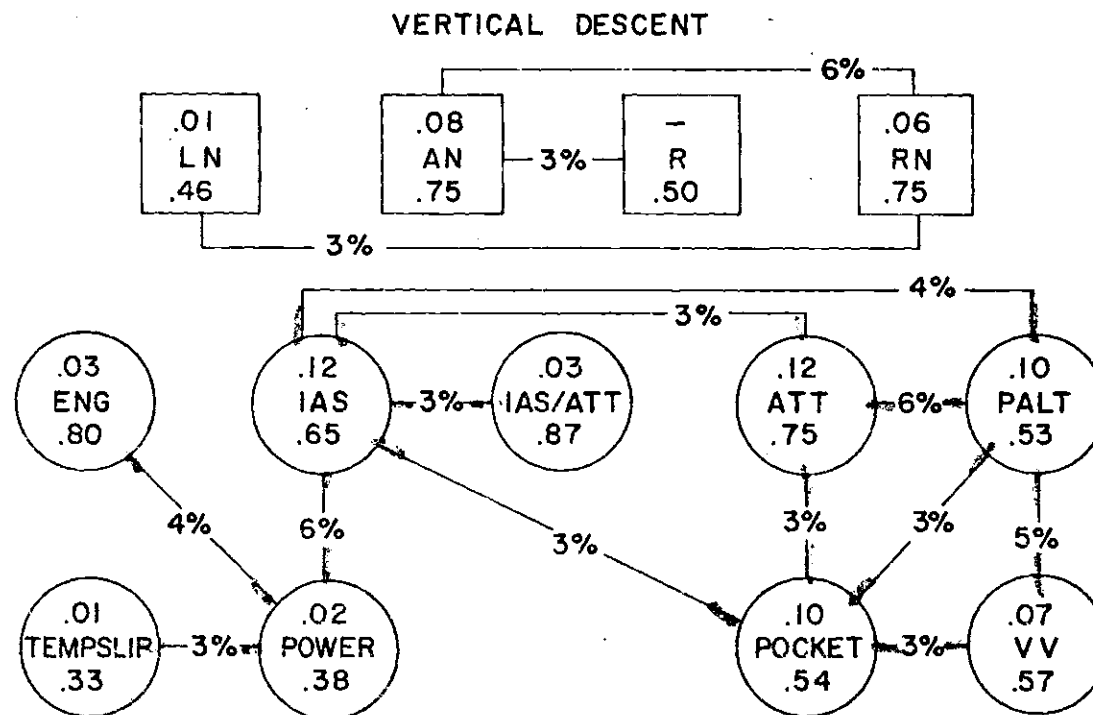 VERTICAL DESCENT
6%
.01
LN
.46
.08
AN
.75
3%
–
R
.50
.06
RN
.75
3%
4%
3%
.03
ENG
.80
.12
IAS
.65
3%
.03
IAS/ATT
.87
.12
ATT
.75
6%
.10
PALT
.53
4%
6%
3%
3%
3%
5%
.01
TEMPSLIP
.33
3%
.02
POWER
.38
.10
POCKET
.54
3%
.07
VV
.57